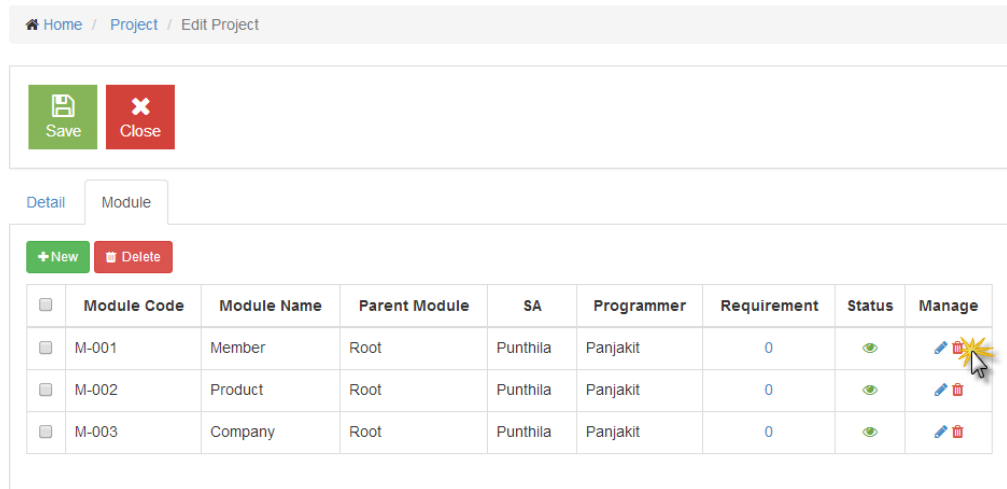 Home / Project / Edit Project
Save
Close
Detail
Module
+New
Delete
Module Code Module Name Parent Module SA Programmer Requirement Status Manage
M-001 Member Root Punthila Panjakit 0
M-002 Product Root Punthila Panjakit 0
M-003 Company Root Punthila Panjakit 0